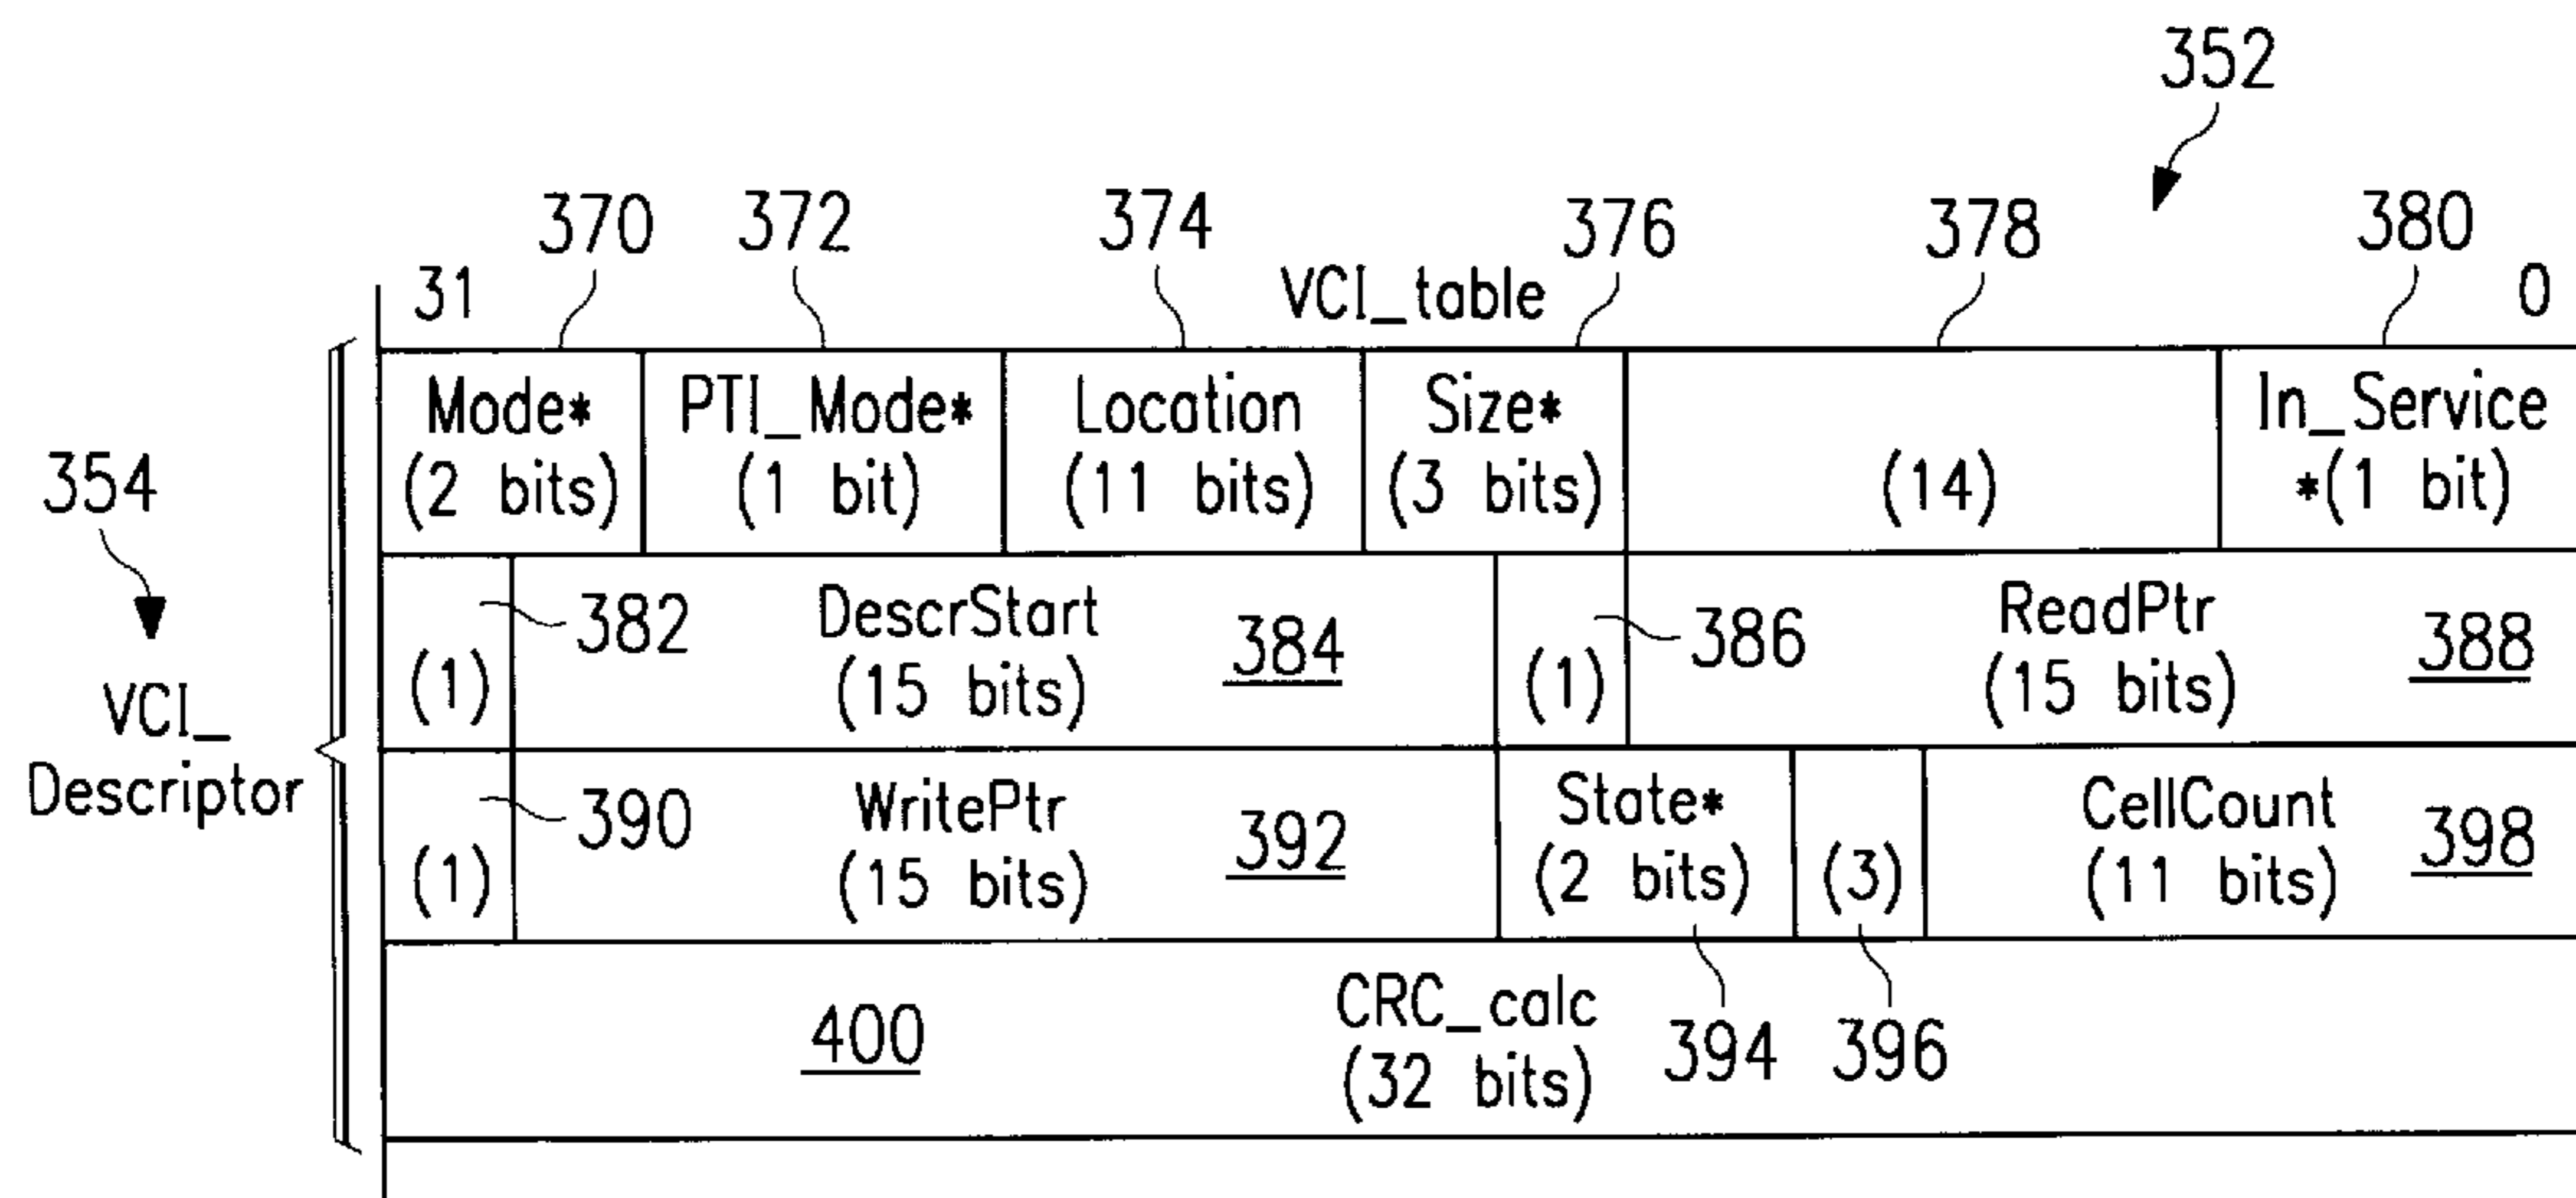 352
370 372 374 376 378 380
31 VCI_table 0
Mode* PTI_Mode* Location Size* In_Service
(2 bits) (1 bit) (11 bits) (3 bits) (14) *(1 bit)
354
VCI_
Descriptor
382 DescrStart 384 386 ReadPtr 388
(1) (15 bits) (1) (15 bits)
390 WritePtr 392 State* CellCount 398
(1) (15 bits) (2 bits) (3) (11 bits)
400 CRC_calc 394 396
(32 bits)